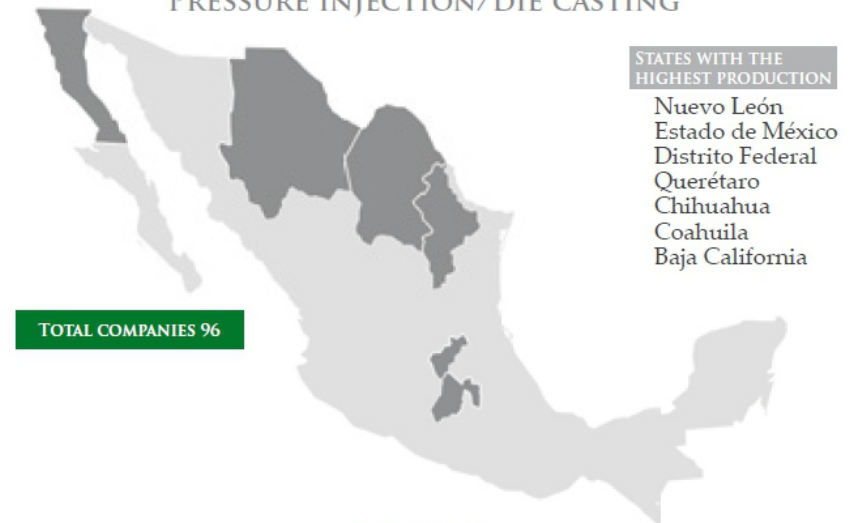 PRESSURE INJECTION/DIE CASTING
STATES WITH THE
HIGHEST PRODUCTION
Nuevo León
Estado de México
Distrito Federal
Querétaro
Chihuahua
Coahuila
Baja California
TOTAL COMPANIES 96